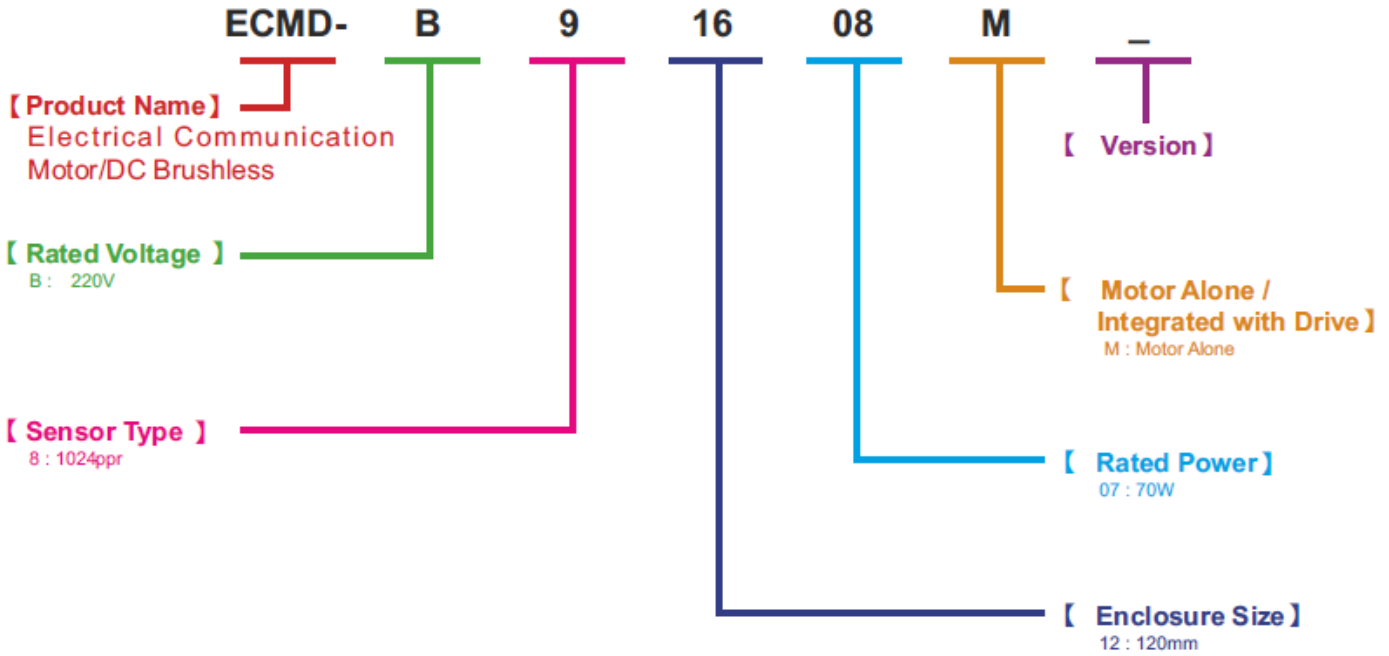 ECMD- B 9 16 08 M _
【Product Name】
Electrical Communication
Motor/DC Brushless
【 Version】
【 Rated Voltage 】
B : 220V
【 Motor Alone /
Integrated with Drive】
M : Motor Alone
【 Sensor Type 】
8 : 1024ppr
【 Rated Power】
07 : 70W
【 Enclosure Size】
12 : 120mm